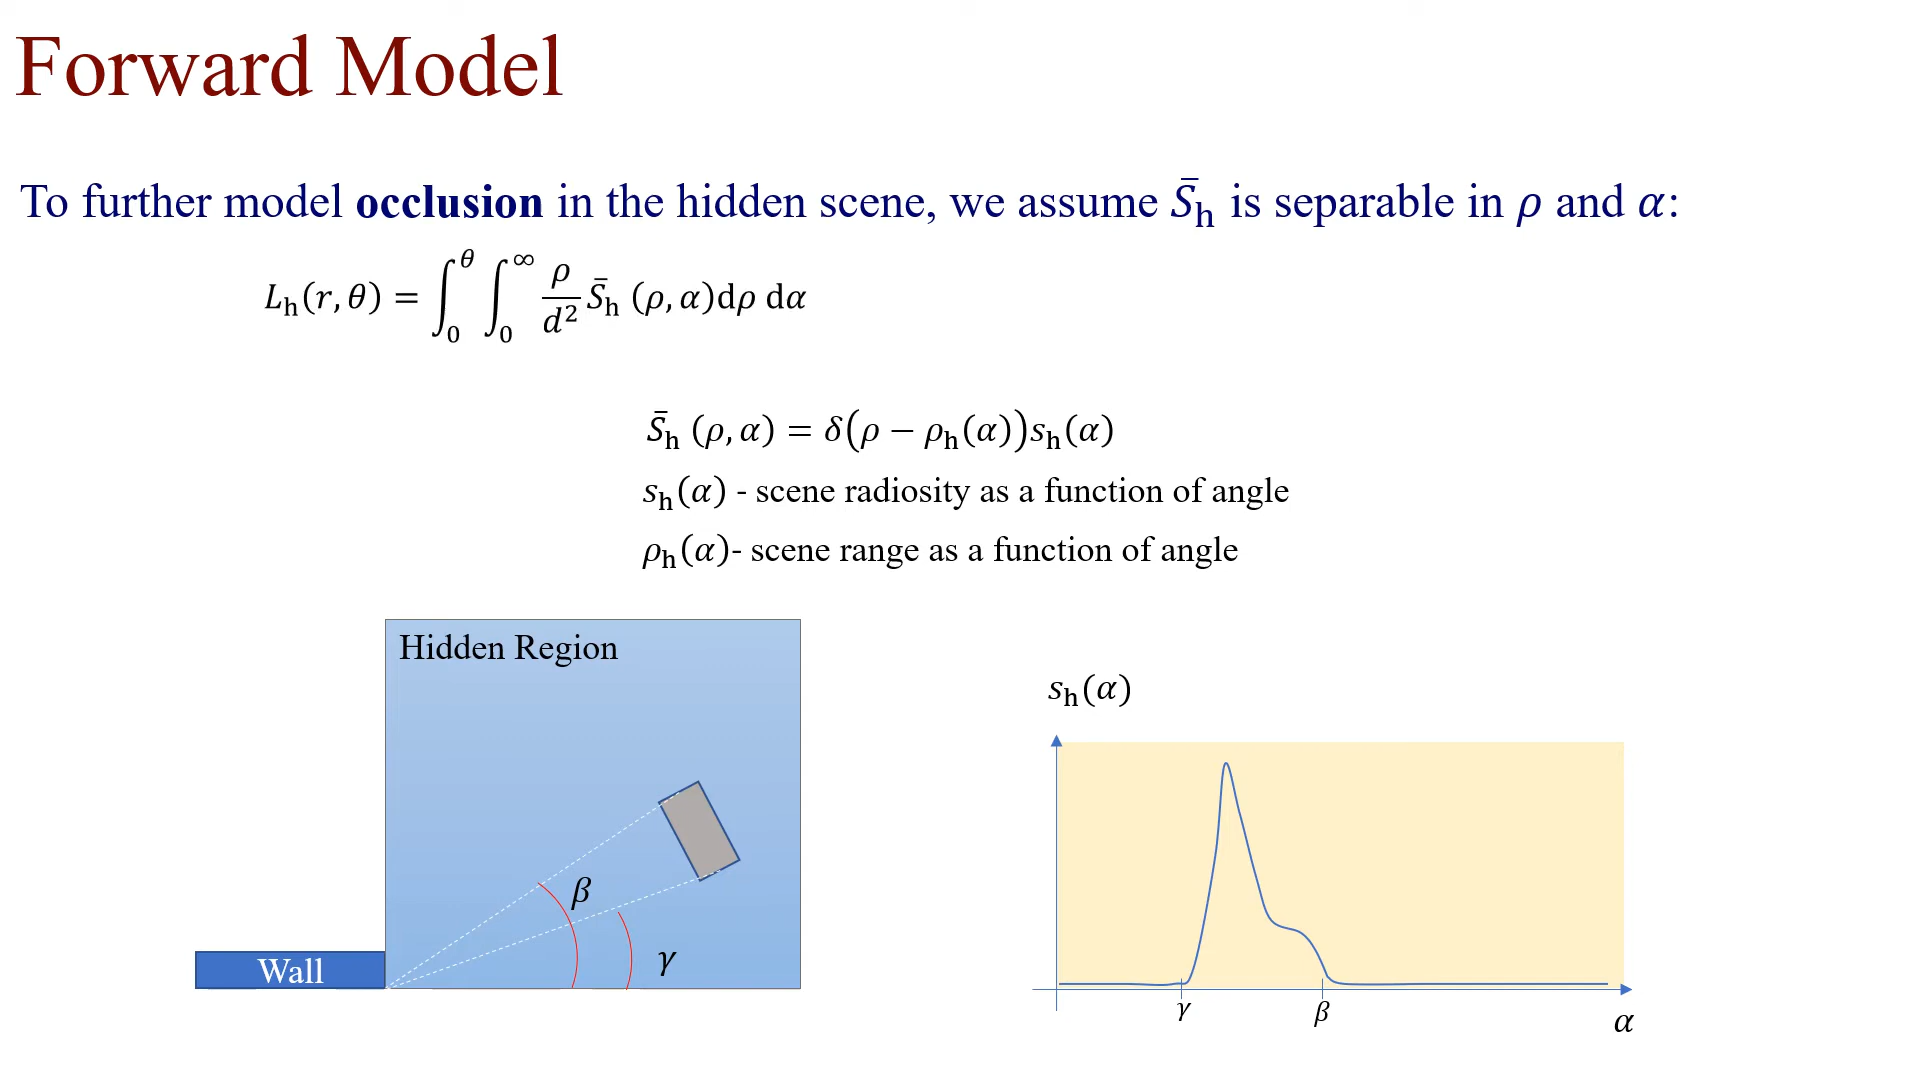 Forward Model
To further model occlusion in the hidden scene, we assume S̄ₕ is separable in ρ and α:
Lₕ(r, θ) = ∫₀^θ ∫₀^∞ ρ/d² S̄ₕ (ρ, α)dρ dα
S̄ₕ (ρ, α) = δ(ρ − ρₕ(α))sₕ(α)
sₕ(α) - scene radiosity as a function of angle
ρₕ(α)- scene range as a function of angle
Hidden Region
sₕ(α)
β
γ
Wall
γ
β
α